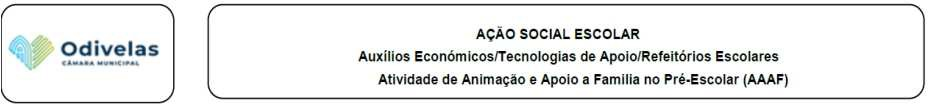 Odivelas
CÂMARA MUNICIPAL
AÇÃO SOCIAL ESCOLAR
Auxílios Económicos/Tecnologias de Apoio/Refeitórios Escolares
Atividade de Animação e Apoio a Familia no Pré-Escolar (AAAF)